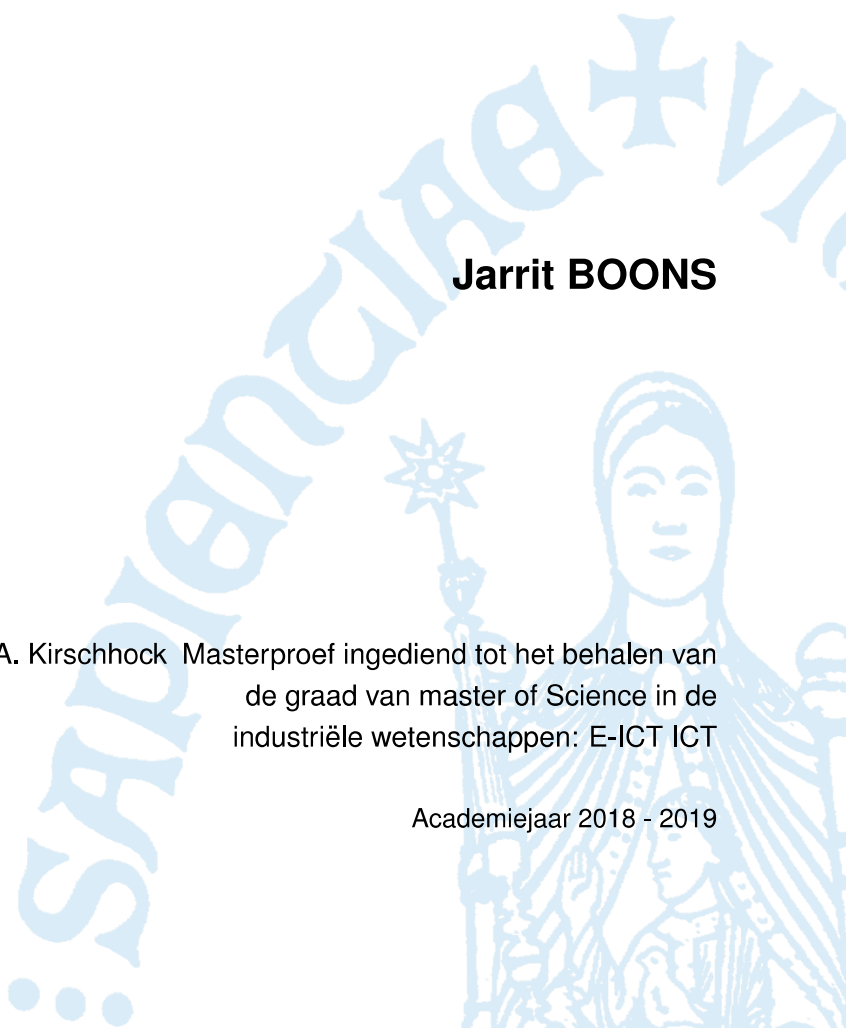 SAPIENTIAE
Jarrit BOONS
A. Kirschhock Masterproef ingediend tot het behalen van
de graad van master of Science in de
industriële wetenschappen: E-ICT ICT
Academiejaar 2018 - 2019